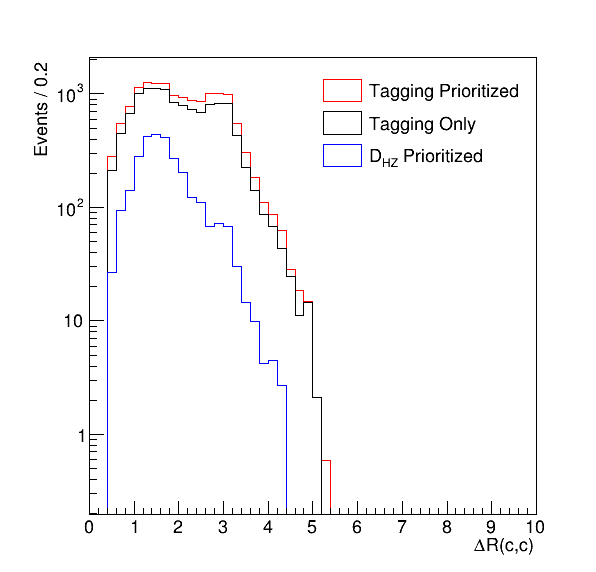 Events / 0.2
10³
10²
10
1
Tagging Prioritized
Tagging Only
D_HZ Prioritized
0 1 2 3 4 5 6 7 8 9 10
ΔR(c,c)